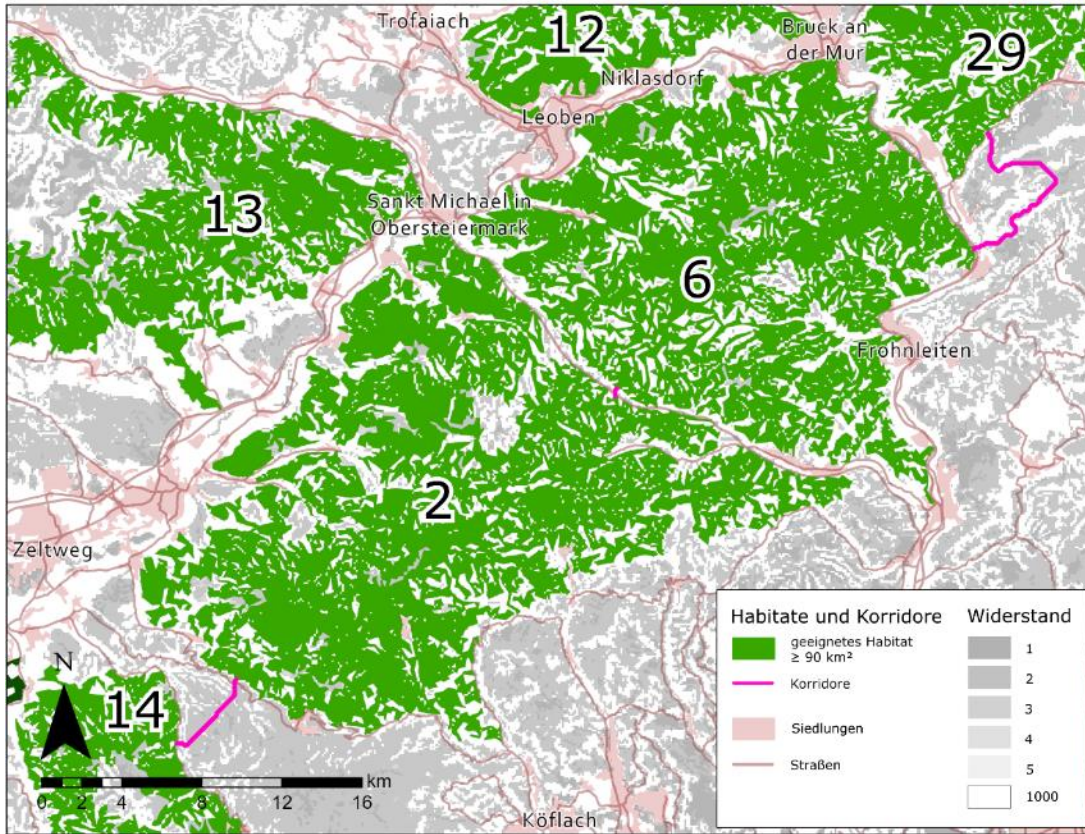 Trofaiach
12
Bruck an
der Mur
29
Niklasdorf
Leoben
13
Sankt Michael in
Obersteiermark
6
Frohnleiten
2
Zeltweg
N
14
km
0 2 4 8 12 16
Köflach
Habitate und Korridore
geeignetes Habitat
≥ 90 km²
Korridore
Siedlungen
Straßen
Widerstand
1
2
3
4
5
1000